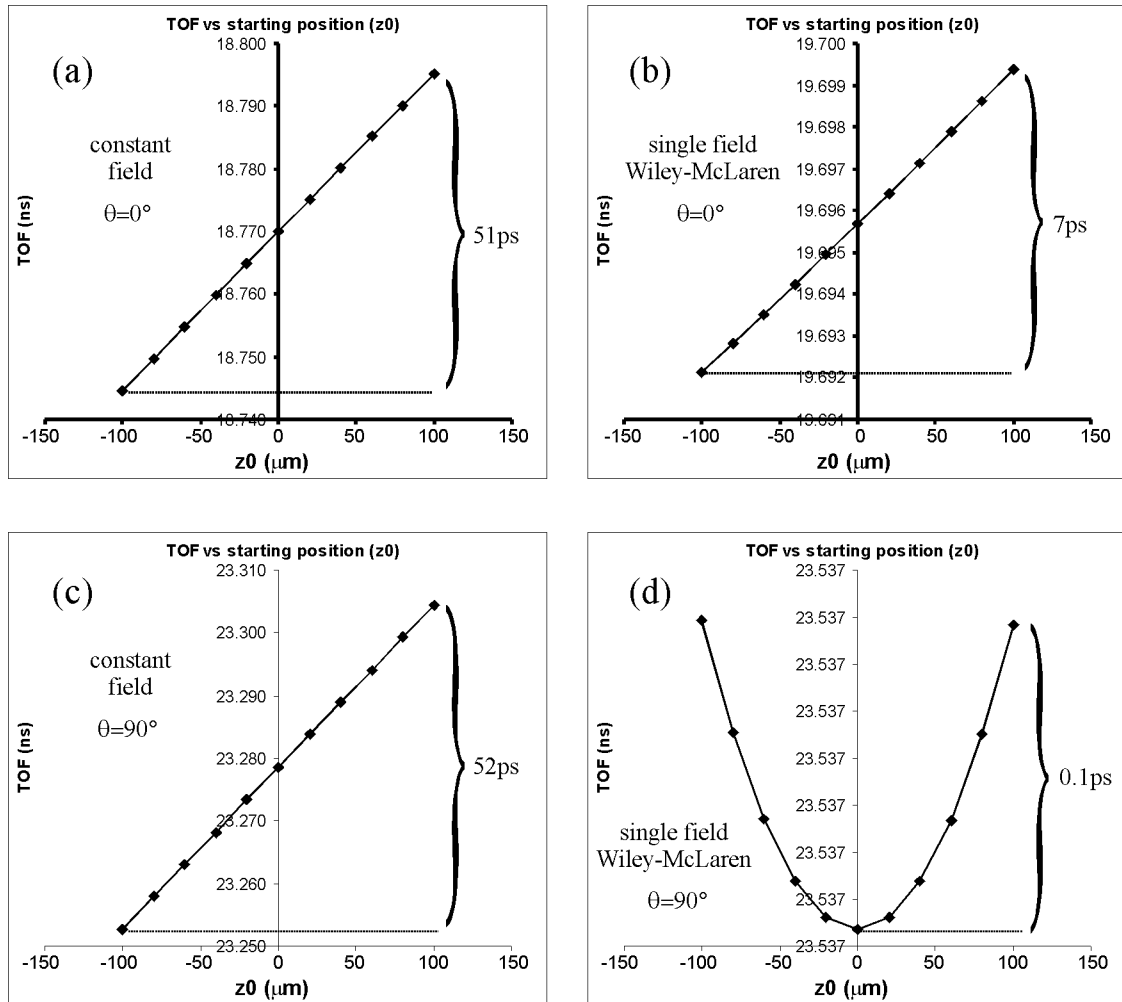 TOF vs starting position (z0)
(a)
constant
field
θ=0°
TOF (ns)
18.800
18.790
18.780
18.770
18.760
18.750
18.740
51ps
-150
-100
-50
0
50
100
150
z0 (μm)
TOF vs starting position (z0)
(b)
single field
Wiley-McLaren
θ=0°
TOF (ns)
19.700
19.699
19.698
19.697
19.696
19.695
19.694
19.693
19.692
19.691
7ps
-150
-100
-50
0
50
100
150
z0 (μm)
TOF vs starting position (z0)
(c)
constant
field
θ=90°
TOF (ns)
23.310
23.300
23.290
23.280
23.270
23.260
23.250
52ps
-150
-100
-50
0
50
100
150
z0 (μm)
TOF vs starting position (z0)
(d)
single field
Wiley-McLaren
θ=90°
TOF (ns)
23.537
23.537
23.537
23.537
23.537
23.537
23.537
23.537
23.537
0.1ps
-150
-100
-50
0
50
100
150
z0 (μm)